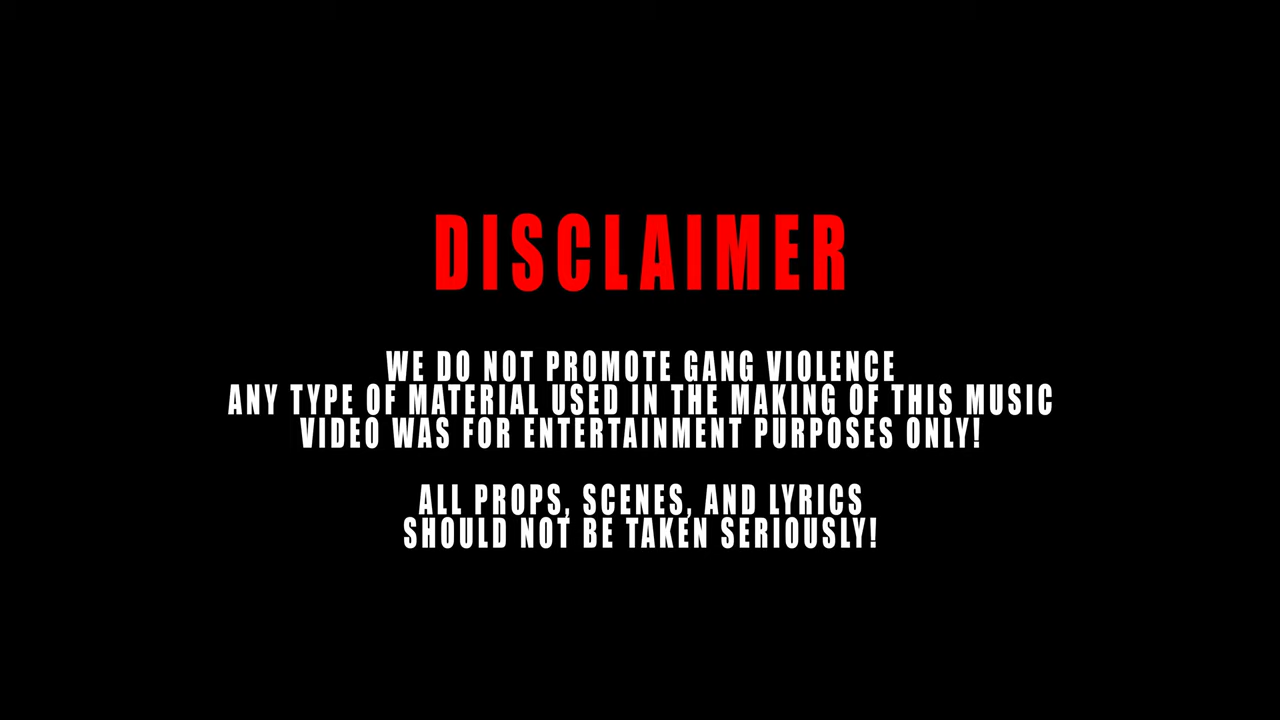 DISCLAIMER
WE DO NOT PROMOTE GANG VIOLENCE
ANY TYPE OF MATERIAL USED IN THE MAKING OF THIS MUSIC
VIDEO WAS FOR ENTERTAINMENT PURPOSES ONLY!
ALL PROPS, SCENES, AND LYRICS
SHOULD NOT BE TAKEN SERIOUSLY!